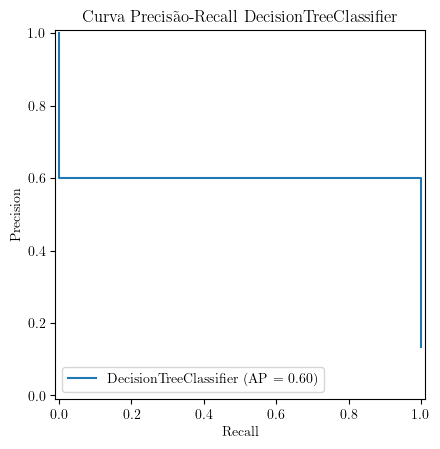 Curva Precisão-Recall DecisionTreeClassifier
1.0
0.8
0.6
0.4
0.2
0.0
Precision
DecisionTreeClassifier (AP = 0.60)
0.0 0.2 0.4 0.6 0.8 1.0
Recall